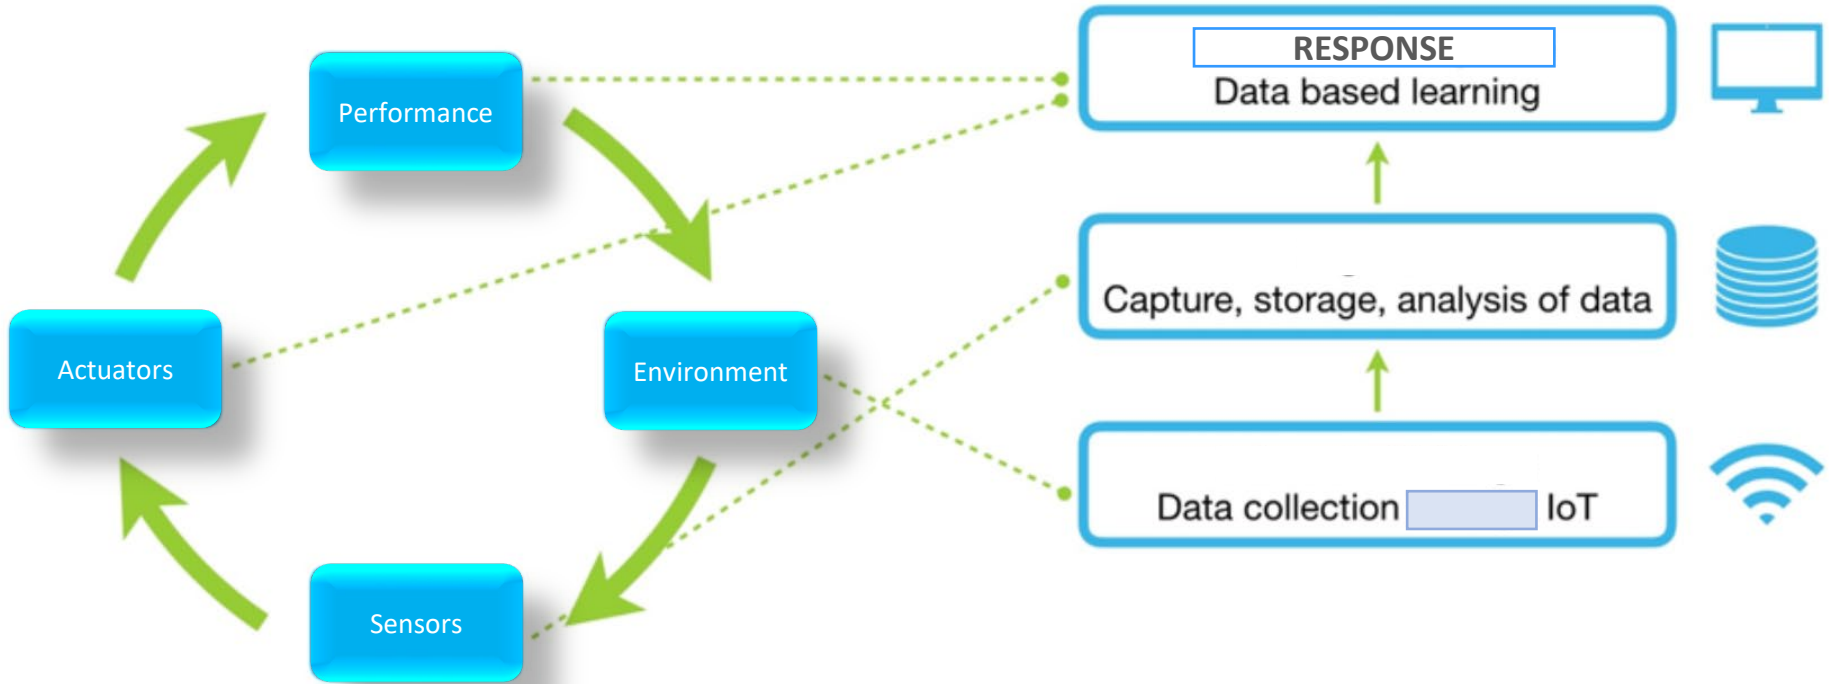 Performance
Actuators
Environment
Sensors
RESPONSE
Data based learning
Capture, storage, analysis of data
Data collection IoT